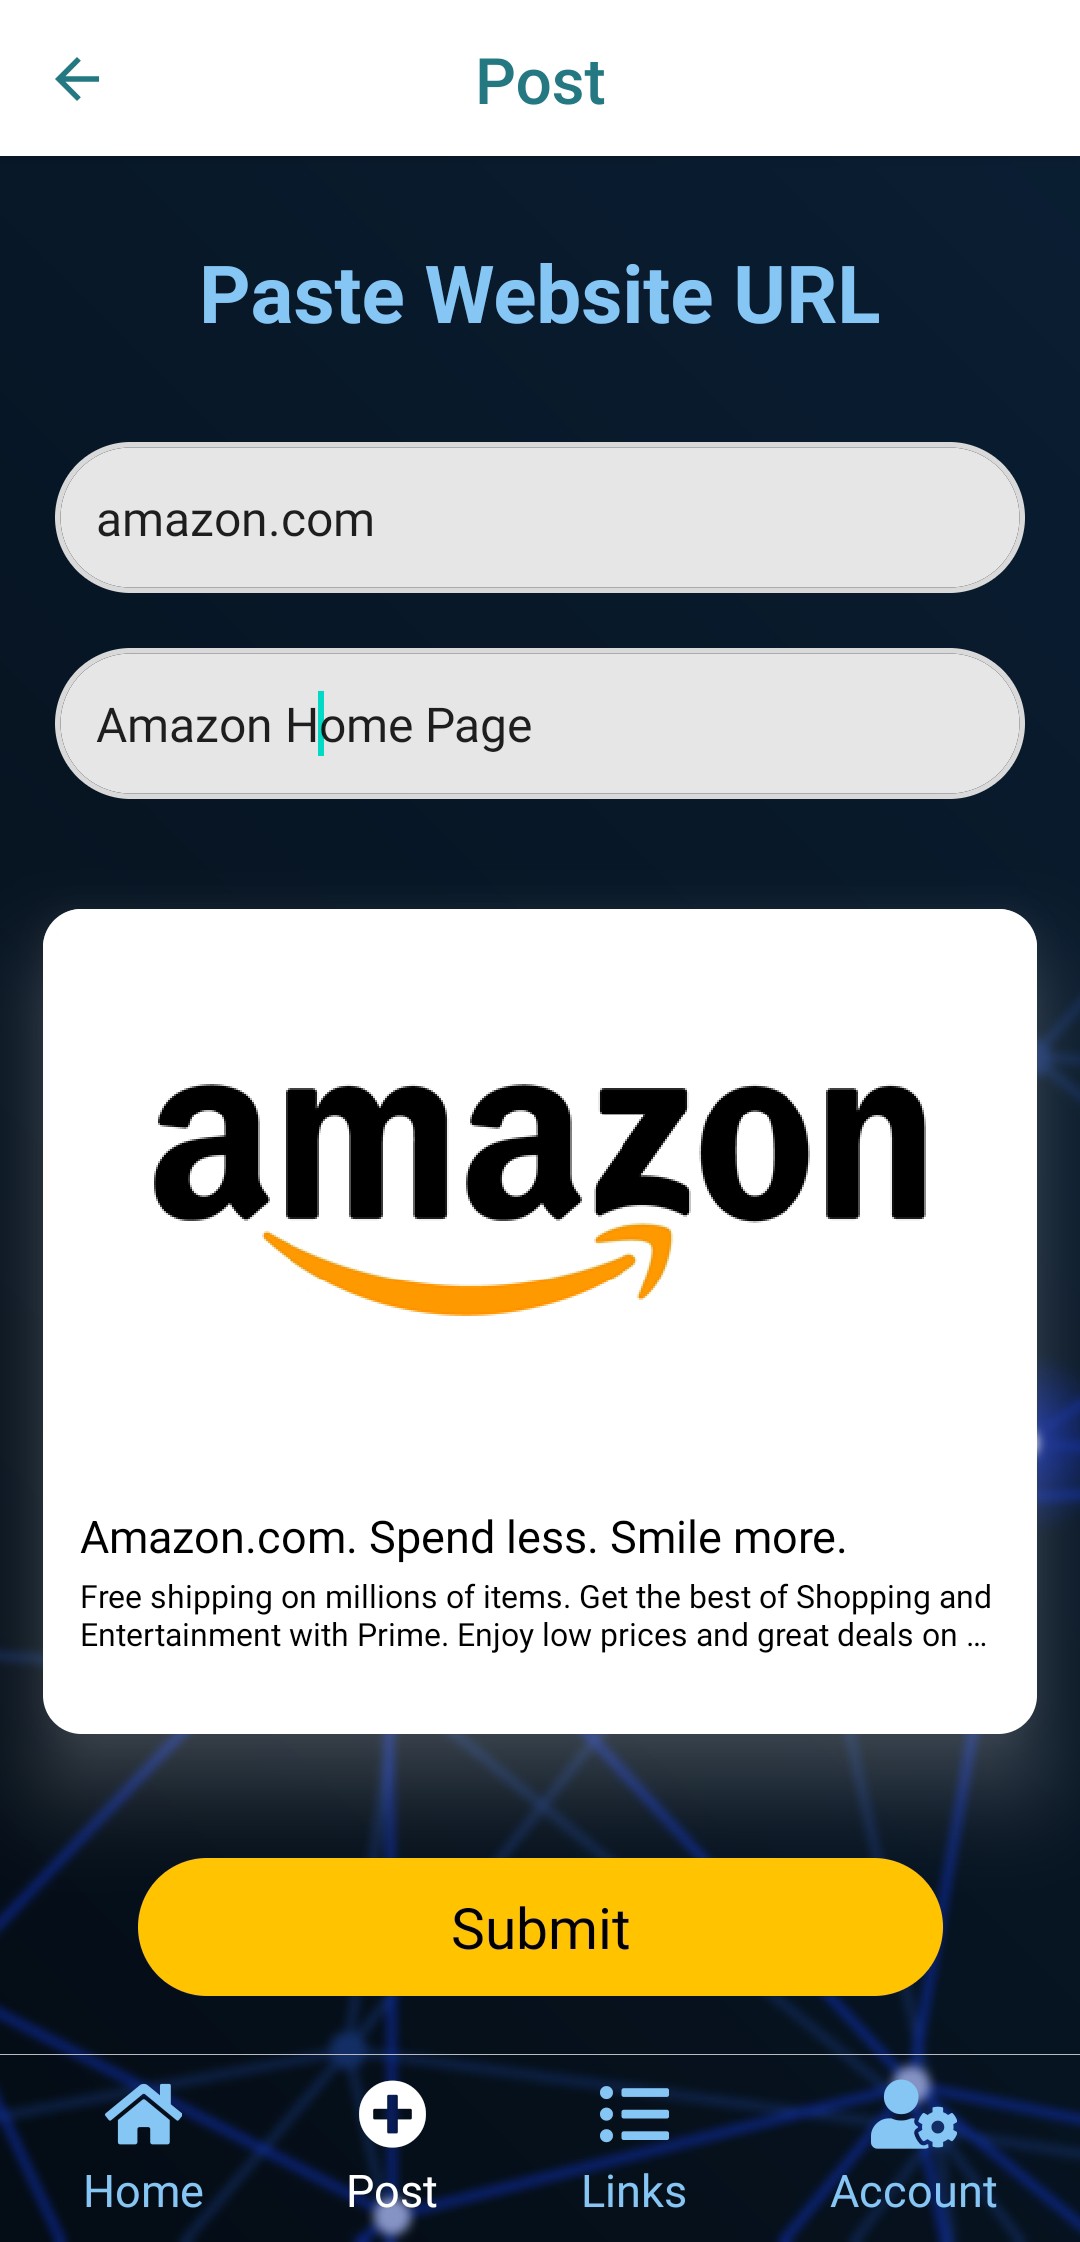 Post
Paste Website URL
amazon.com
Amazon Home Page
amazon
Amazon.com. Spend less. Smile more.
Free shipping on millions of items. Get the best of Shopping and
Entertainment with Prime. Enjoy low prices and great deals on ...
Submit
Home
Post
Links
Account